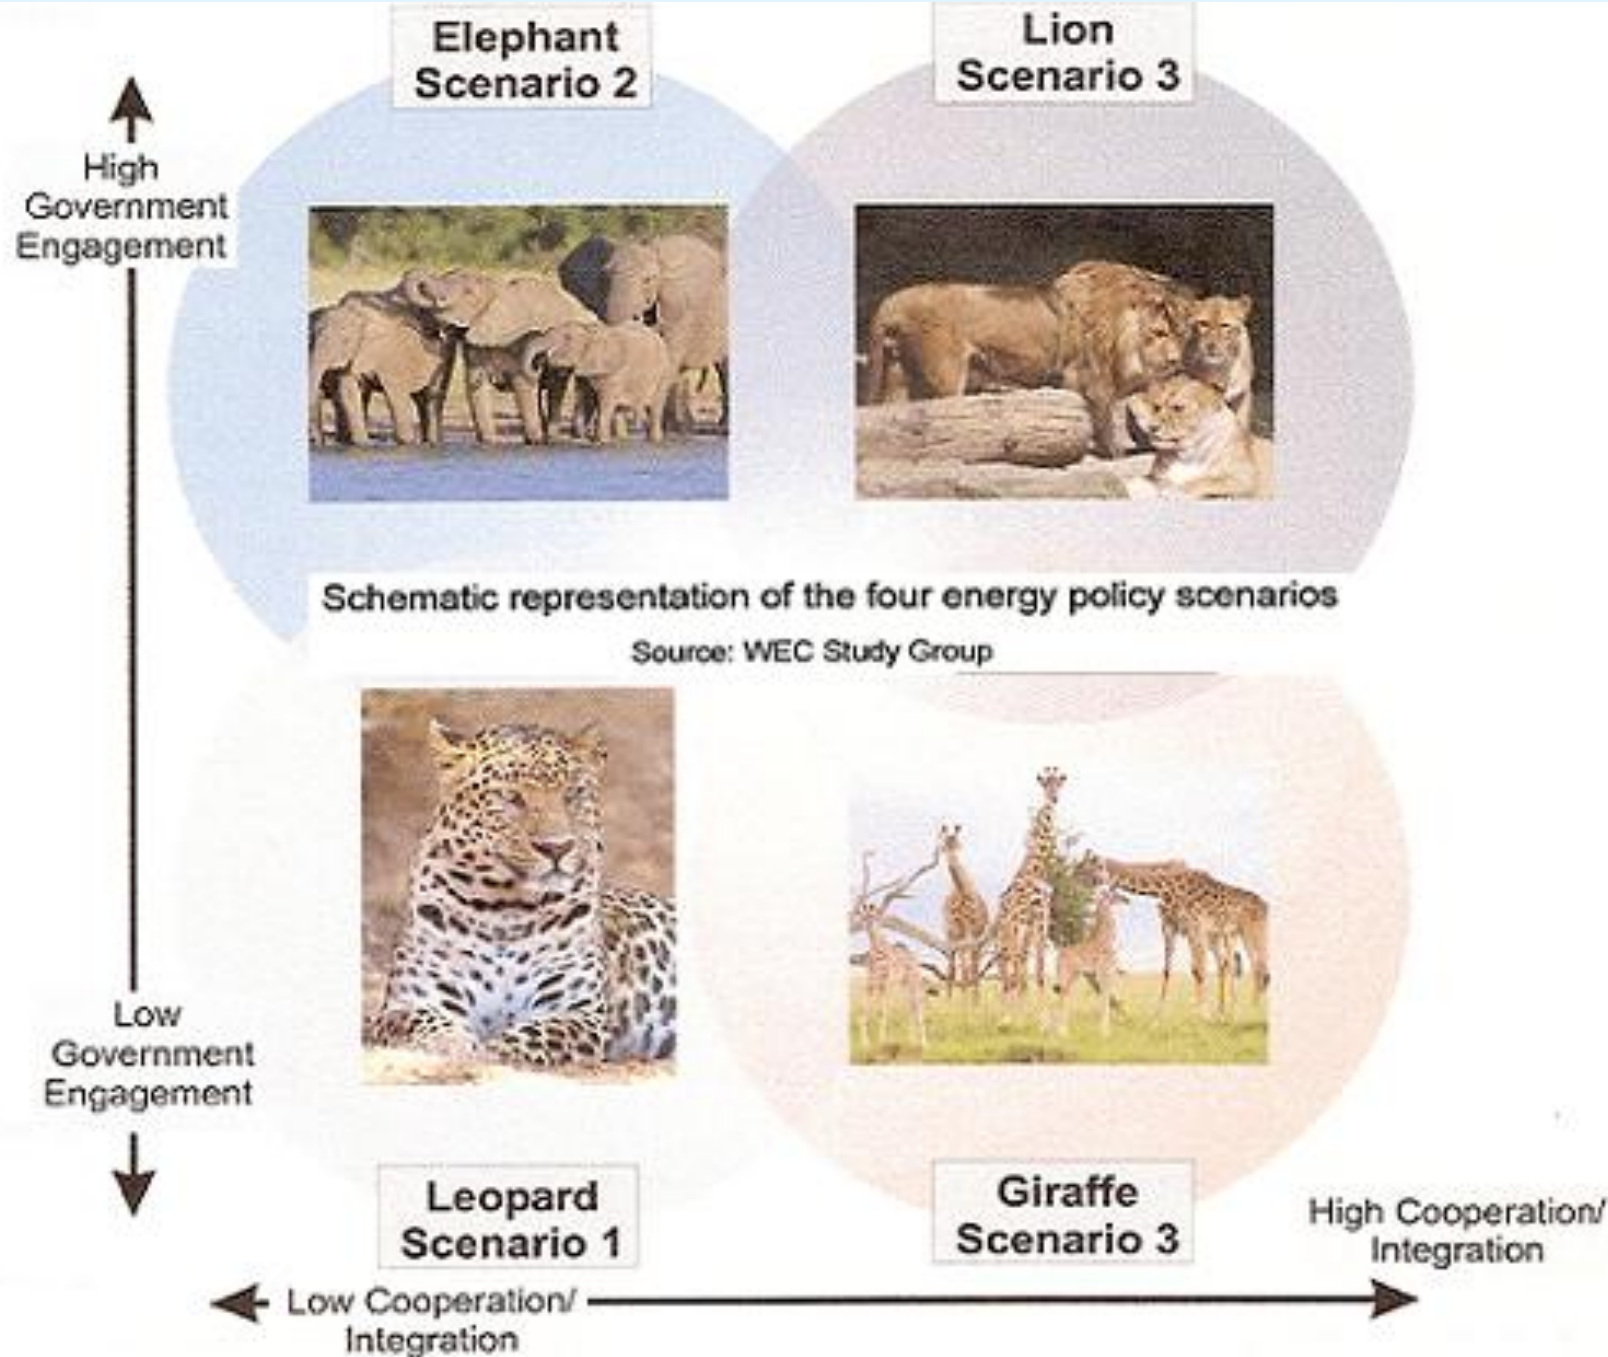 Elephant
Scenario 2
Lion
Scenario 3
High
Government
Engagement
Schematic representation of the four energy policy scenarios
Source: WEC Study Group
Low
Government
Engagement
Leopard
Scenario 1
Giraffe
Scenario 3
High Cooperation/
Integration
Low Cooperation/
Integration